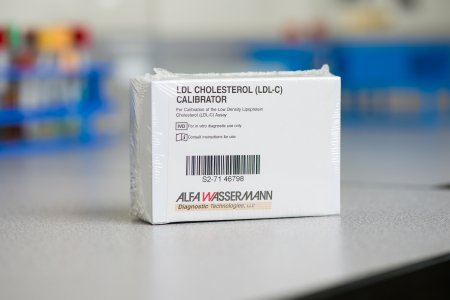 LDL CHOLESTEROL (LDL-C)
CALIBRATOR
For Calibration of the Low Density Lipoprotein
Cholesterol (LDL-C) Assay
IVD For in vitro diagnostic use only
Consult instructions for use
S2-71 46798
ALFA WASSERMANN
Diagnostic Technologies, LLC